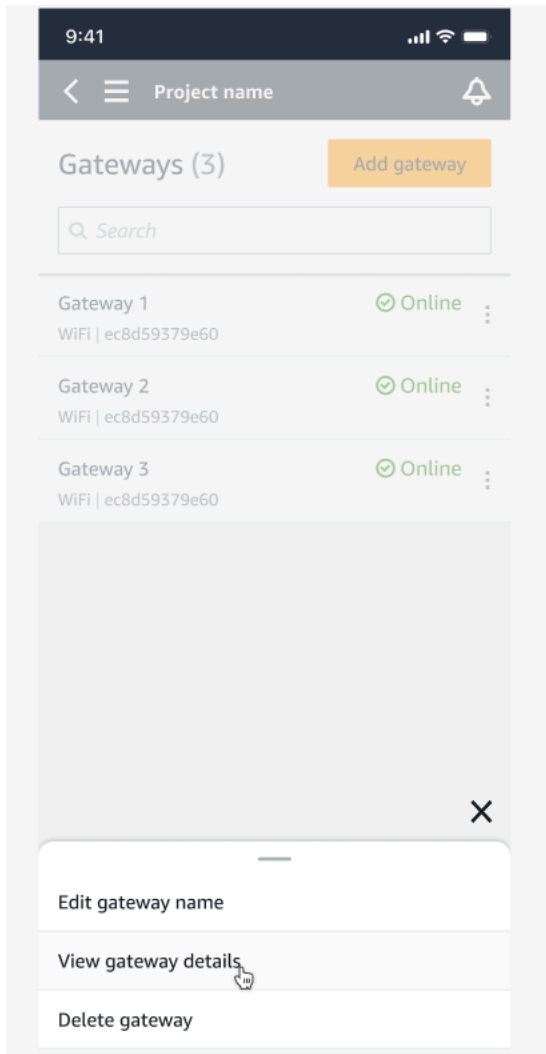 9:41
Project name
Gateways (3)
Add gateway
Search
Gateway 1
Online
WiFi | ec8d59379e60
Gateway 2
Online
WiFi | ec8d59379e60
Gateway 3
Online
WiFi | ec8d59379e60
Edit gateway name
View gateway details
Delete gateway